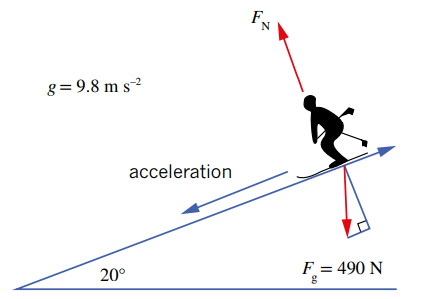 F_N
g = 9.8 m s⁻²
acceleration
20°
F_g = 490 N